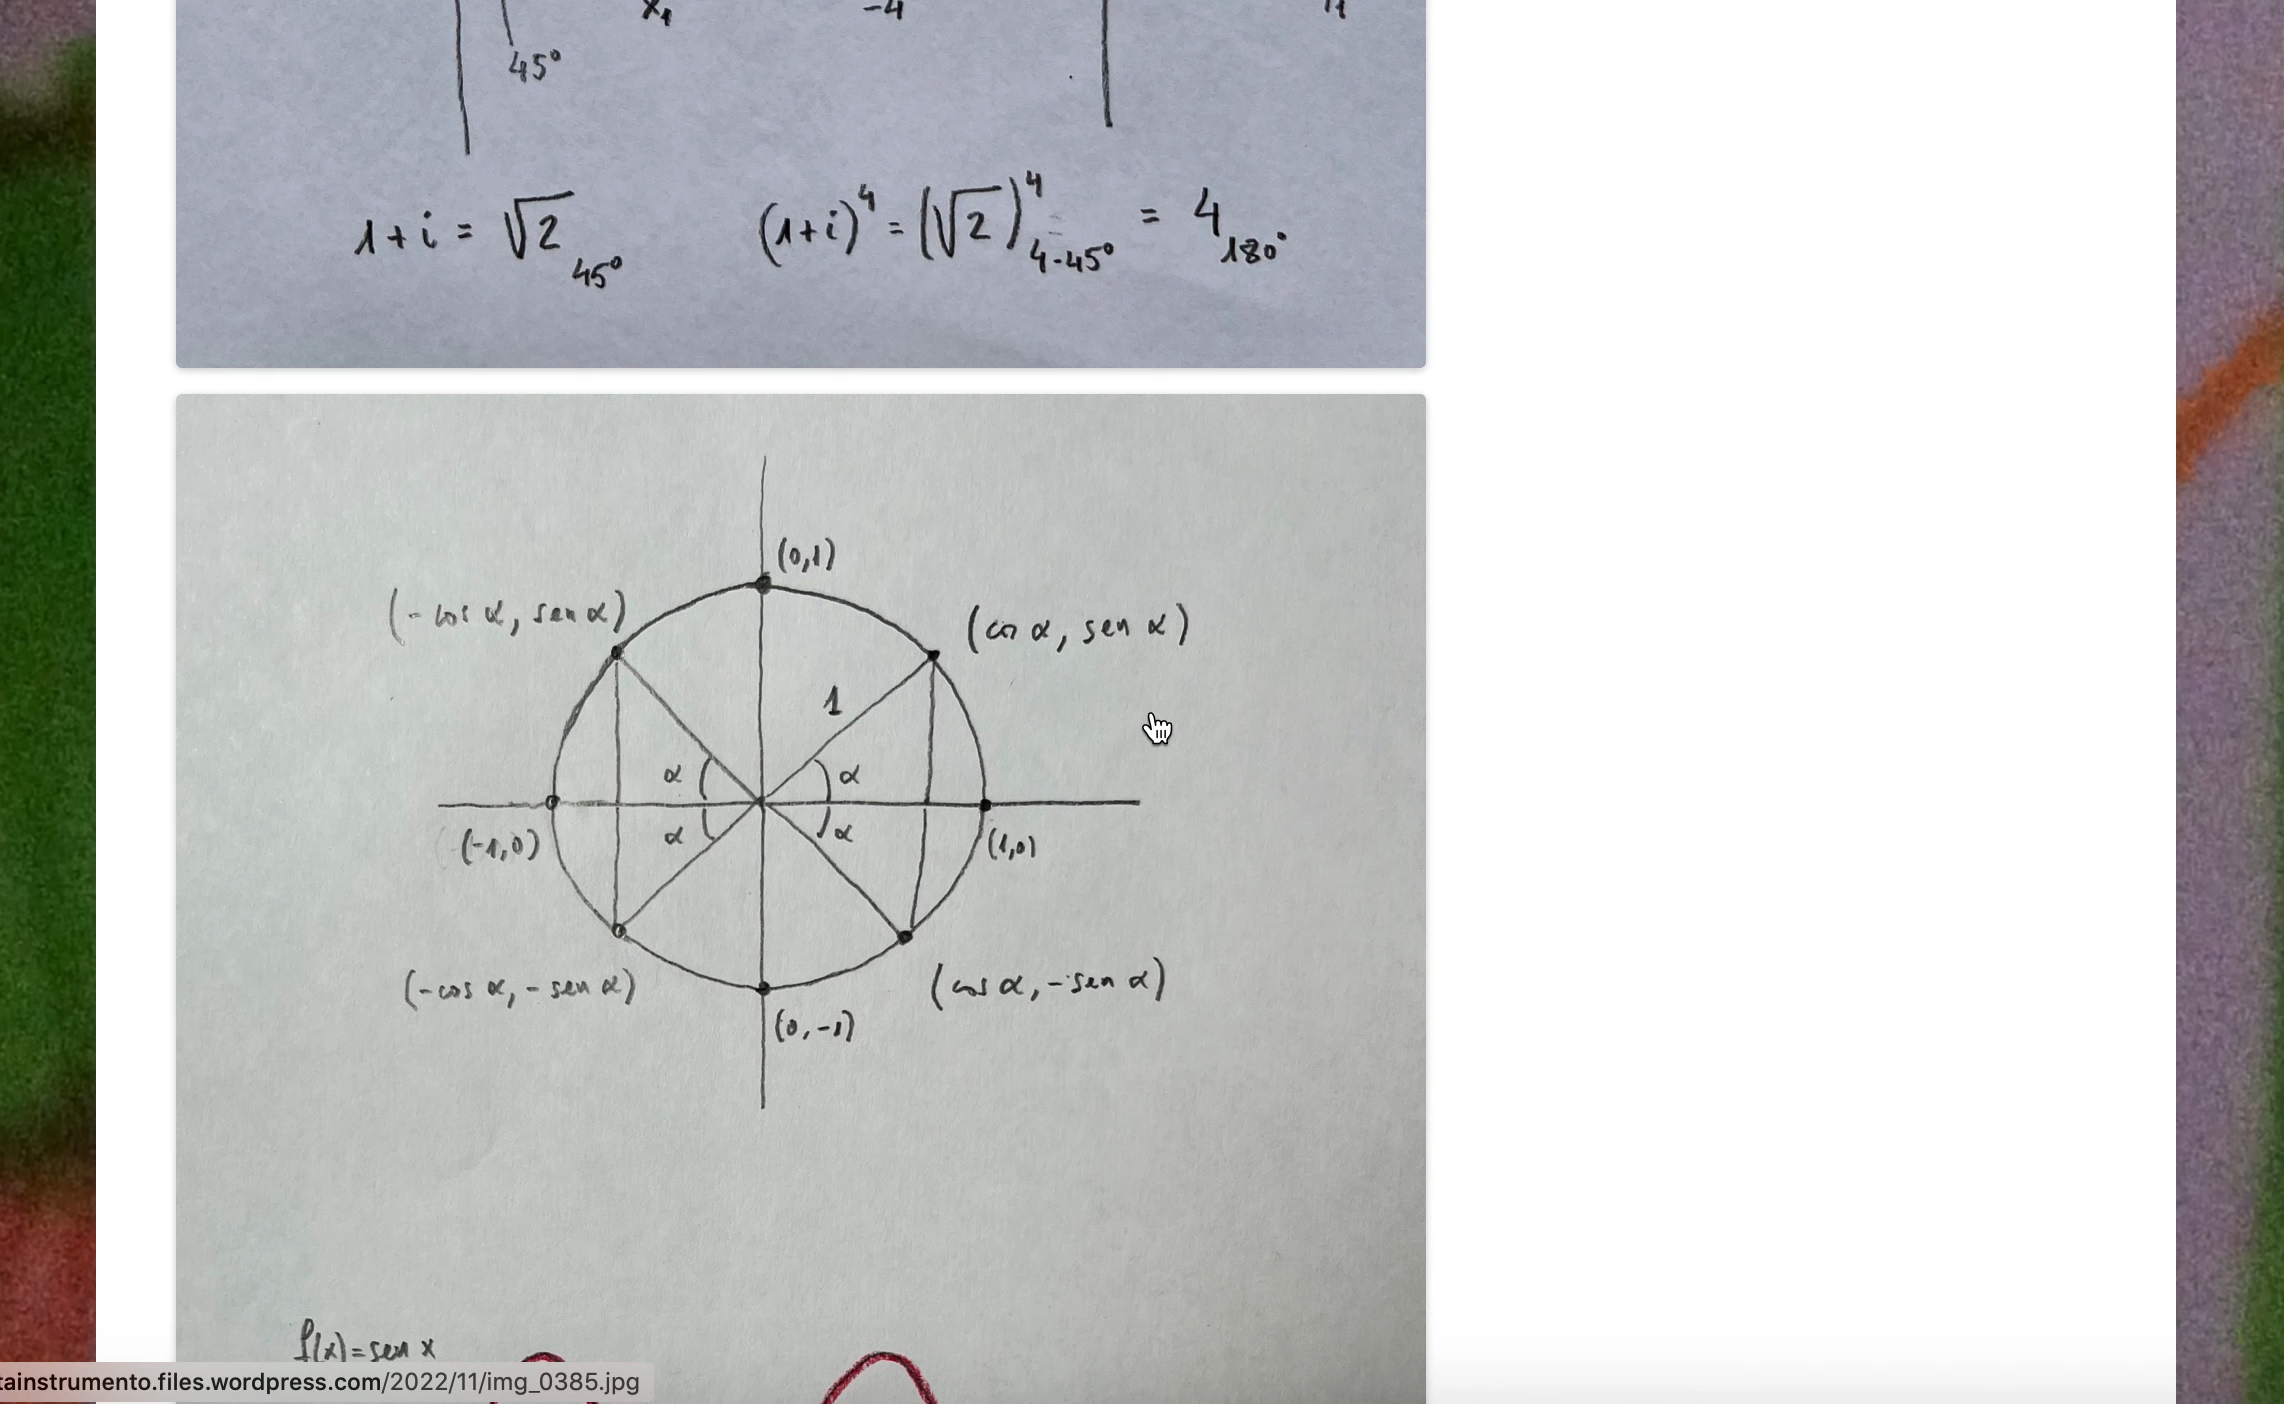 45°
x₁
-4
1+i = √2 45°
(1+i)⁴ = (√2)⁴ 4·45° = 4 180°
(0,1)
(-cos α, sen α)
(cos α, sen α)
1
α
α
α
α
(-1,0)
(1,0)
(-cos α, -sen α)
(cos α, -sen α)
(0,-1)
f(x)=sen x
tainstrumento.files.wordpress.com/2022/11/img_0385.jpg